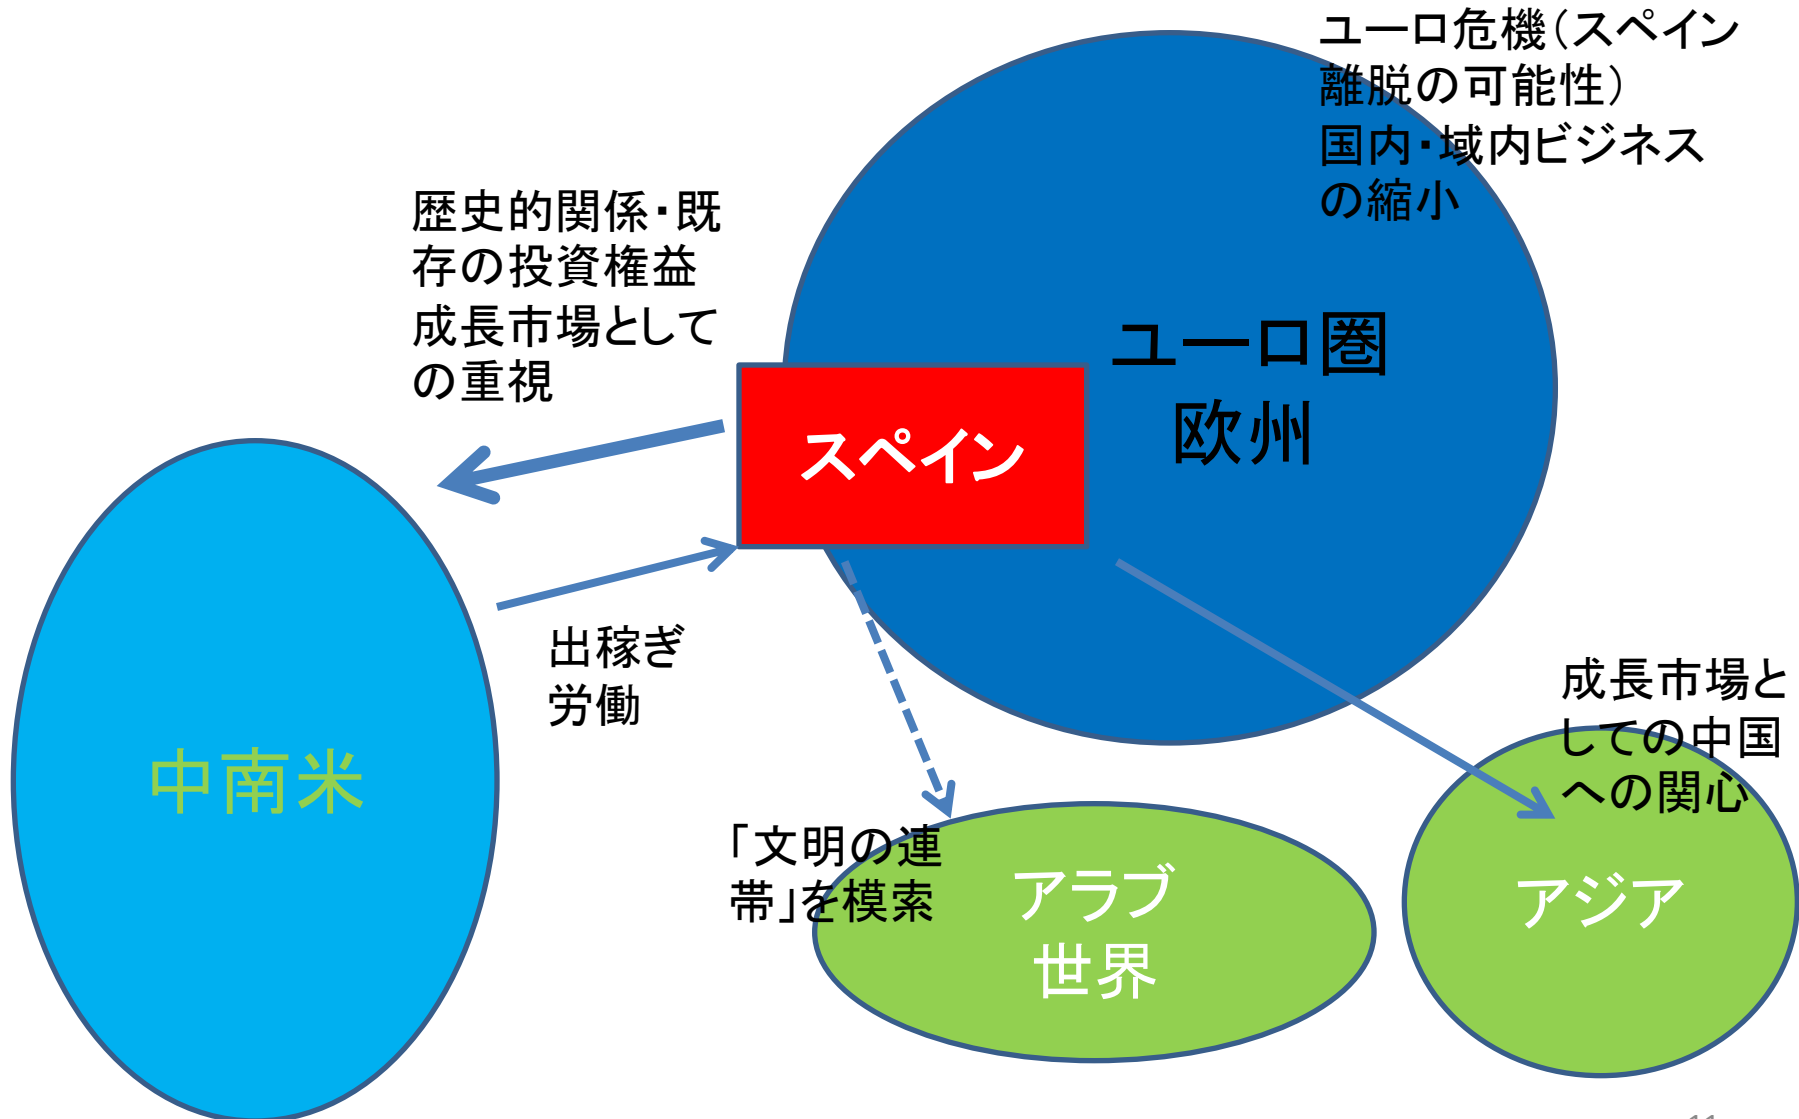 ユーロ危機（スペイン
離脱の可能性）
国内・域内ビジネス
の縮小
歴史的関係・既
存の投資権益
成長市場として
の重視
ユーロ圏
欧州
スペイン
出稼ぎ
労働
中南米
成長市場と
しての中国
への関心
「文明の連
帯」を模索
アラブ
世界
アジア